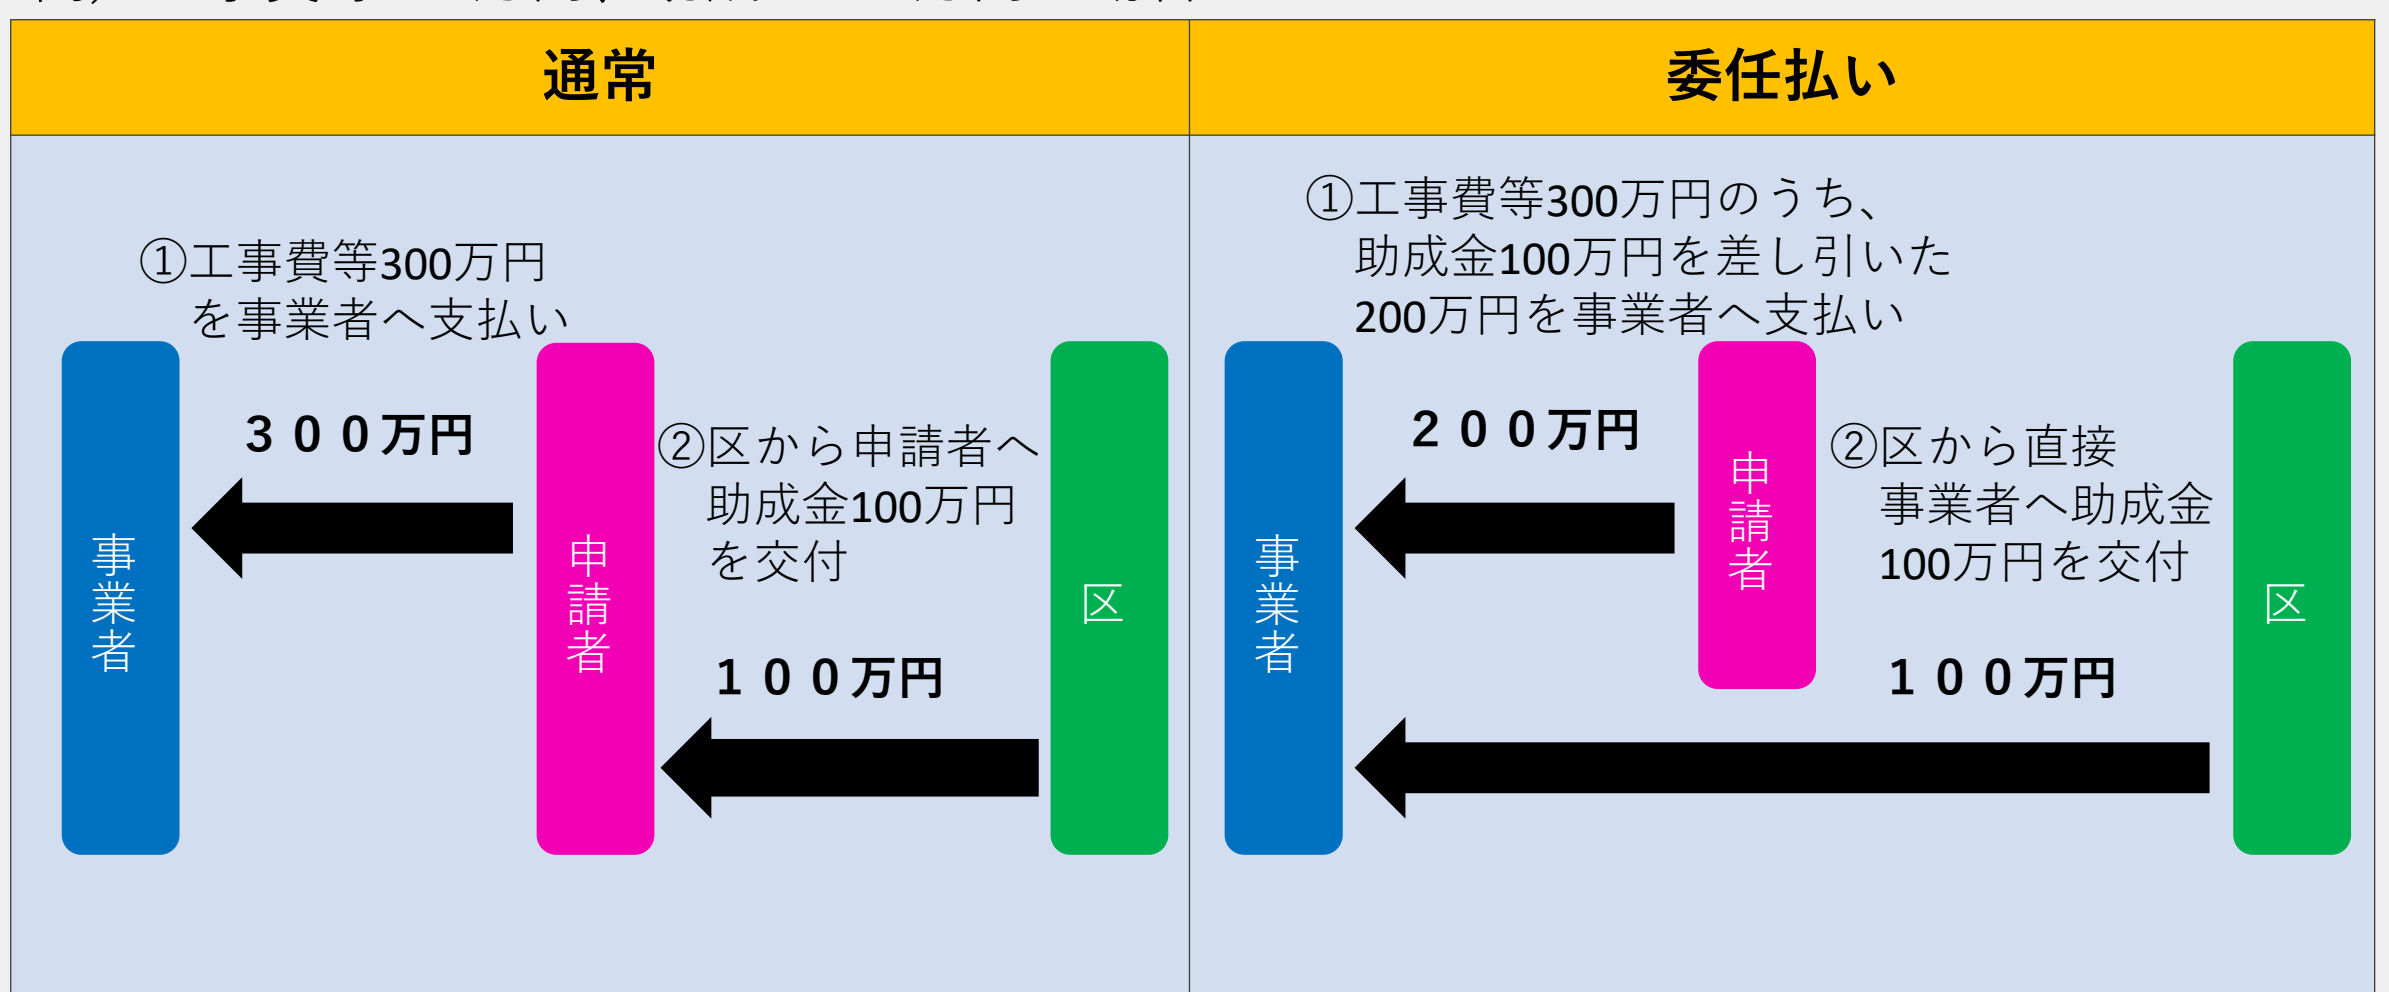 通常
委任払い
①工事費等300万円
を事業者へ支払い
３００万円
②区から申請者へ
助成金100万円
を交付
１００万円
事業者
申請者
区
①工事費等300万円のうち、
助成金100万円を差し引いた
200万円を事業者へ支払い
２００万円
②区から直接
事業者へ助成金
100万円を交付
１００万円
事業者
申請者
区